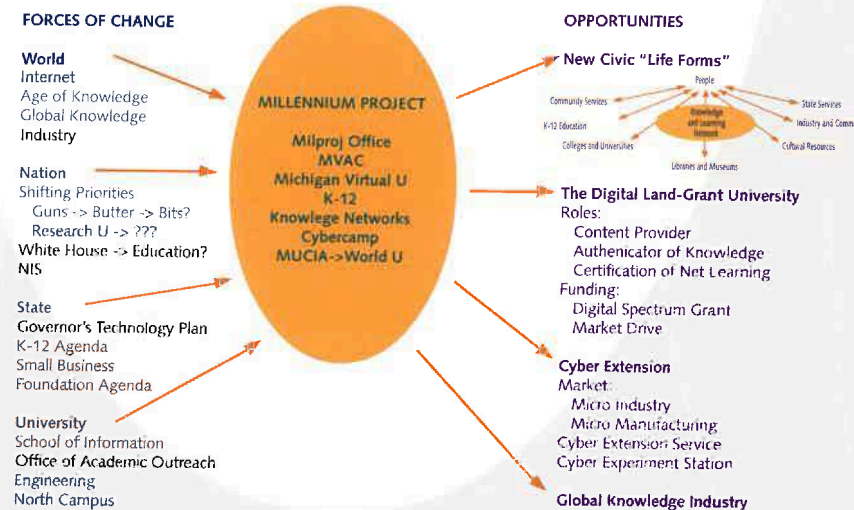 FORCES OF CHANGE
World
Internet
Age of Knowledge
Global Knowledge
Industry
Nation
Shifting Priorities
Guns -> Butter -> Bits?
Research U -> ???
White House -> Education?
NIS
State
Governor's Technology Plan
K-12 Agenda
Small Business
Foundation Agenda
University
School of Information
Office of Academic Outreach
Engineering
North Campus
MILLENNIUM PROJECT
Milproj Office
MVAC
Michigan Virtual U
K-12
Knowlege Networks
Cybercamp
MUCIA->World U
OPPORTUNITIES
New Civic "Life Forms"
People
Community Services
State Services
K-12 Education
Knowledge
and Learning
Network
Industry and Comm
Colleges and Universities
Cultural Resources
Libraries and Museums
The Digital Land-Grant University
Roles:
Content Provider
Authenicator of Knowledge
Certification of Net Learning
Funding:
Digital Spectrum Grant
Market Drive
Cyber Extension
Market:
Micro Industry
Micro Manufacturing
Cyber Extension Service
Cyber Experiment Station
Global Knowledge Industry